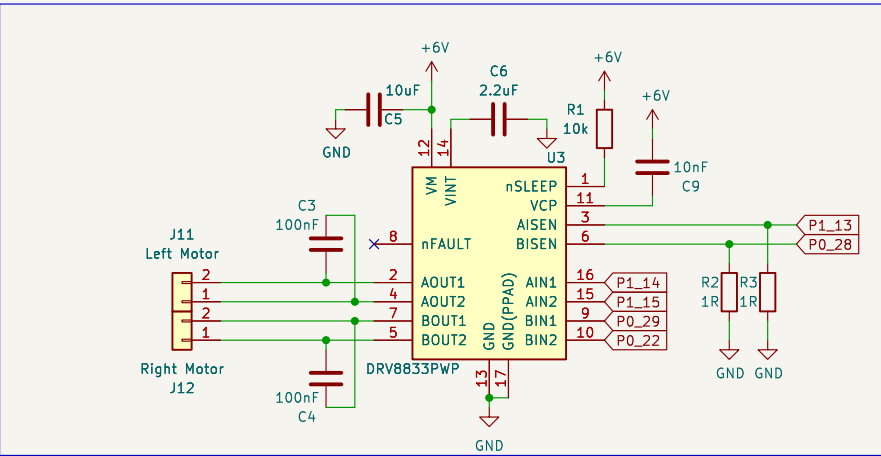 +6V
+6V
+6V
C6
2.2uF
10uF
C5
GND
R1
10k
U3
10nF
C9
12
14
VM
VINT
nSLEEP 1
VCP 11
AISEN 3
BISEN 6
P1_13
P0_28
C3
100nF
J11
Left Motor
8 nFAULT
2
1
2
1
2 AOUT1
4 AOUT2
7 BOUT1
5 BOUT2
AIN1 16 P1_14
AIN2 15 P1_15
BIN1 9 P0_29
BIN2 10 P0_22
GND
GND(PPAD)
R2
1R
R3
1R
GND
GND
Right Motor
J12
DRV8833PWP
13
17
100nF
C4
GND